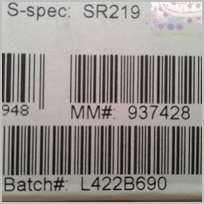 S-spec: SR219
948 MM#: 937428
Batch#: L422B690